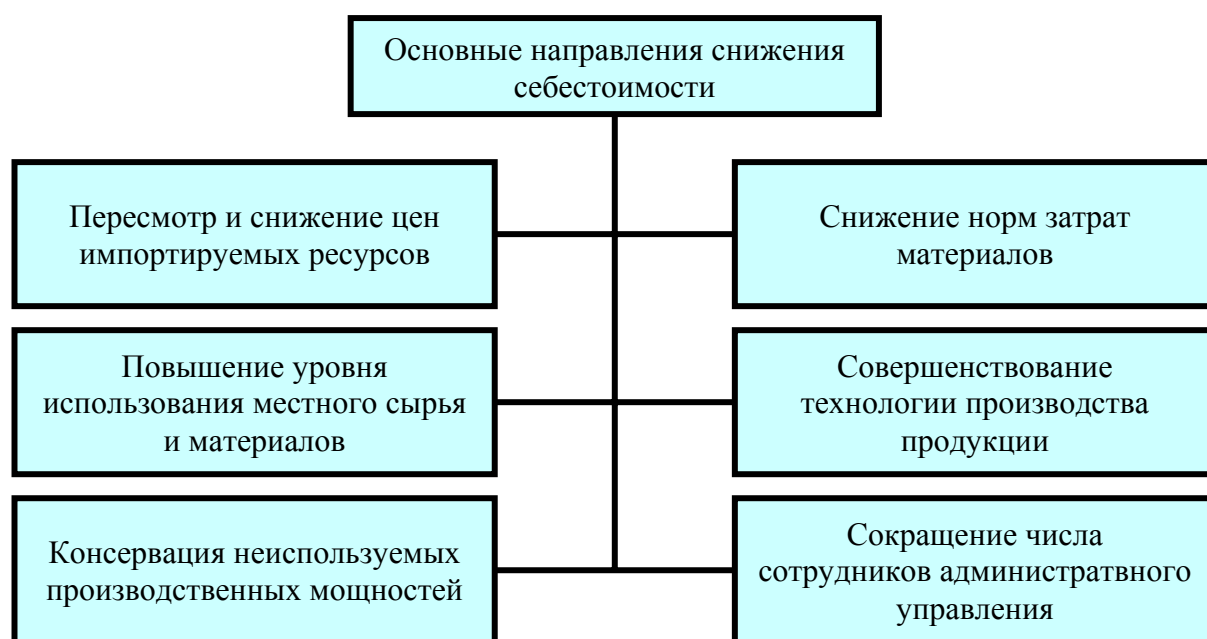 Основные направления снижения
себестоимости
Пересмотр и снижение цен
импортируемых ресурсов
Снижение норм затрат
материалов
Повышение уровня
использования местного сырья
и материалов
Совершенствование
технологии производства
продукции
Консервация неиспользуемых
производственных мощностей
Сокращение числа
сотрудников администратвного
управления